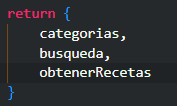 return {
    categorias,
    busqueda,
    obtenerRecetas
}